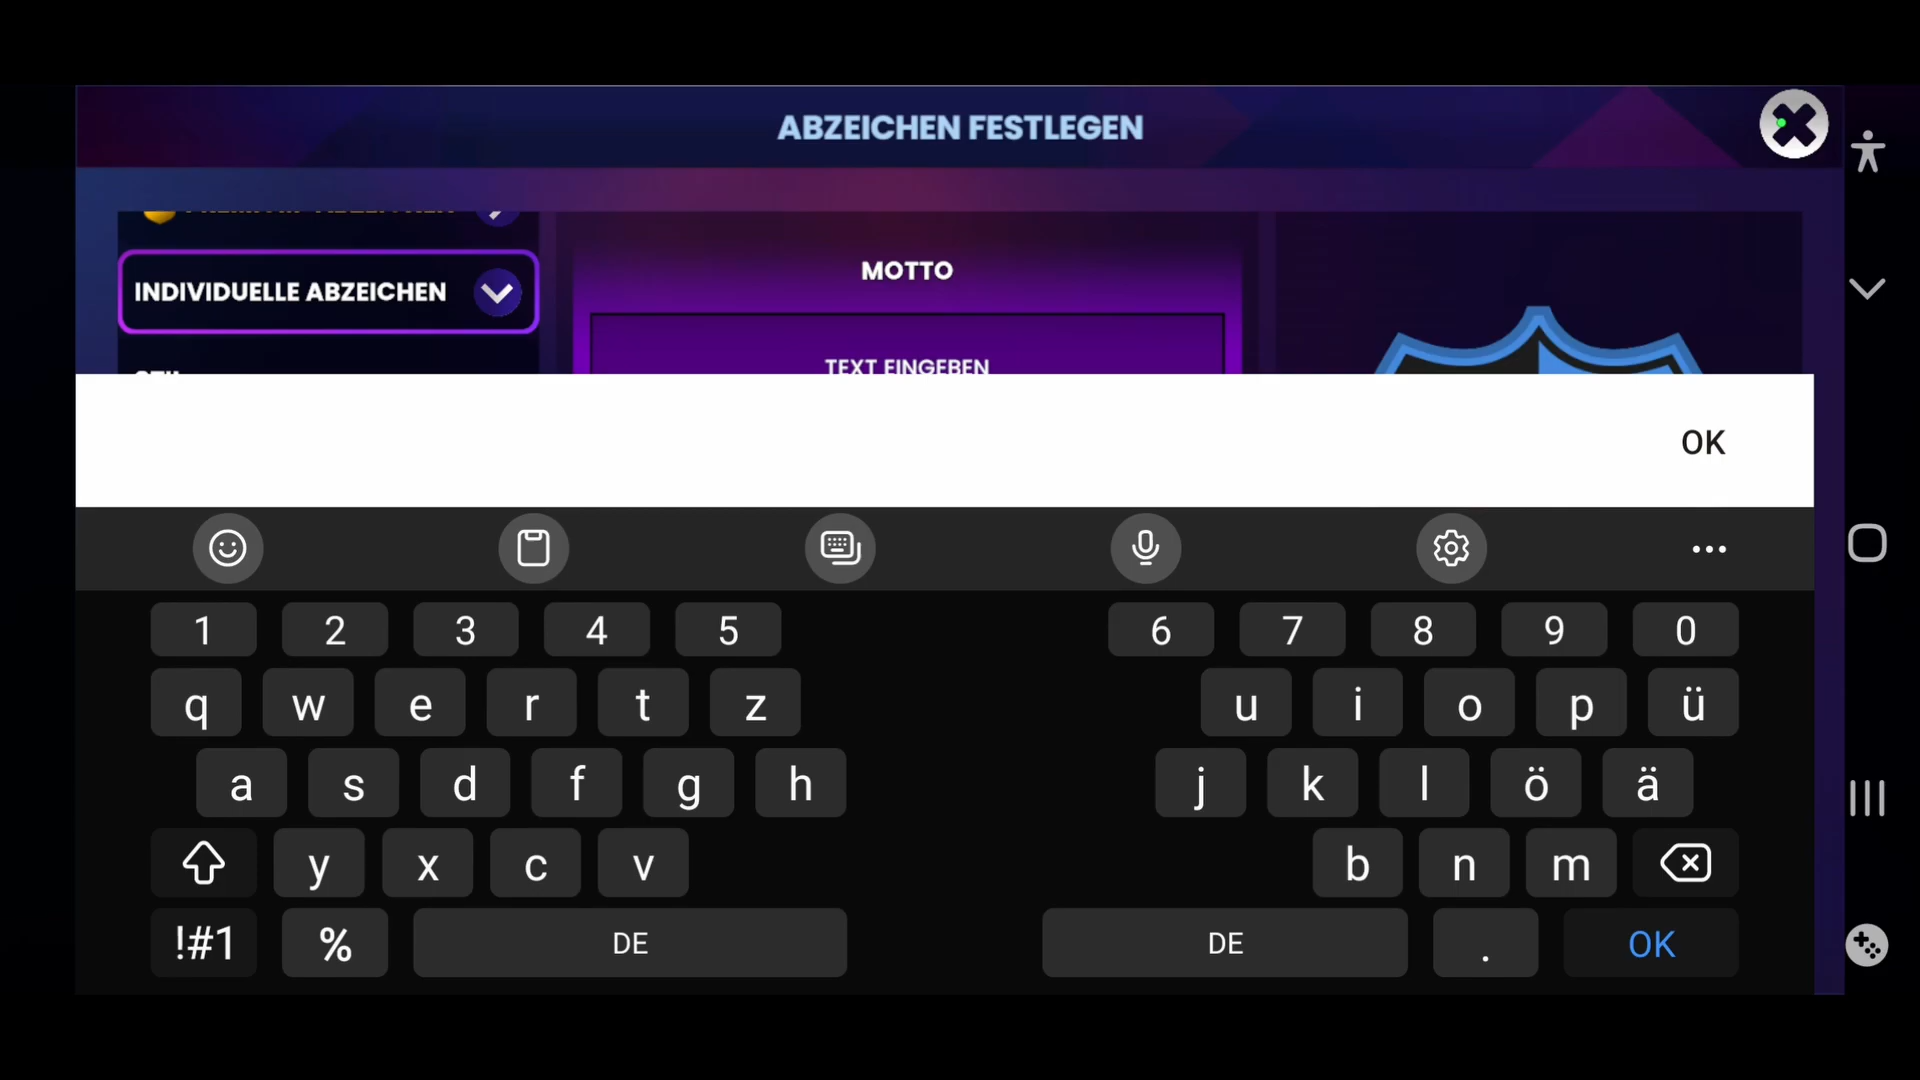 ABZEICHEN FESTLEGEN
INDIVIDUELLE ABZEICHEN
MOTTO
TEXT EINGEBEN
OK
1 2 3 4 5 6 7 8 9 0
q w e r t z u i o p ü
a s d f g h j k l ö ä
y x c v b n m
!#1 % DE DE . OK